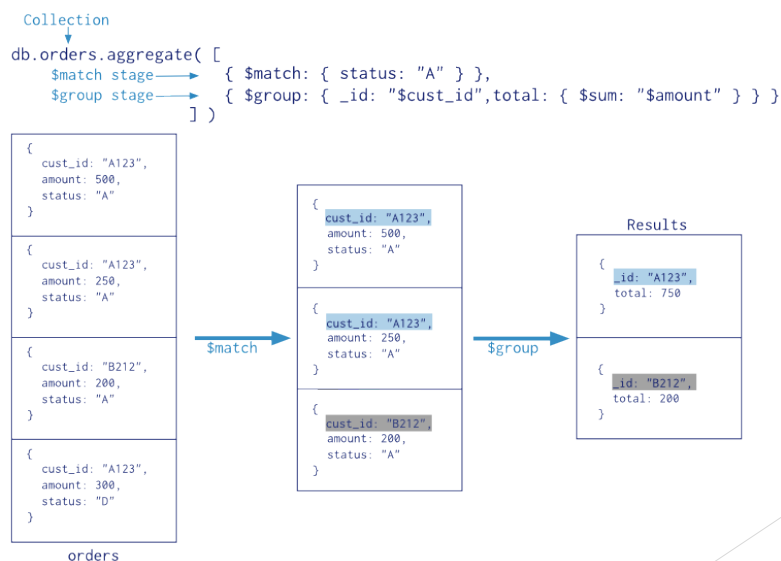 Collection
db.orders.aggregate( [
$match stage { $match: { status: "A" } },
$group stage { $group: { _id: "$cust_id",total: { $sum: "$amount" } } }
] )
{
cust_id: "A123",
amount: 500,
status: "A"
}
{
cust_id: "A123",
amount: 250,
status: "A"
}
{
cust_id: "B212",
amount: 200,
status: "A"
}
{
cust_id: "A123",
amount: 300,
status: "D"
}
orders
$match
{
cust_id: "A123",
amount: 500,
status: "A"
}
{
cust_id: "A123",
amount: 250,
status: "A"
}
{
cust_id: "B212",
amount: 200,
status: "A"
}
$group
Results
{
_id: "A123",
total: 750
}
{
_id: "B212",
total: 200
}